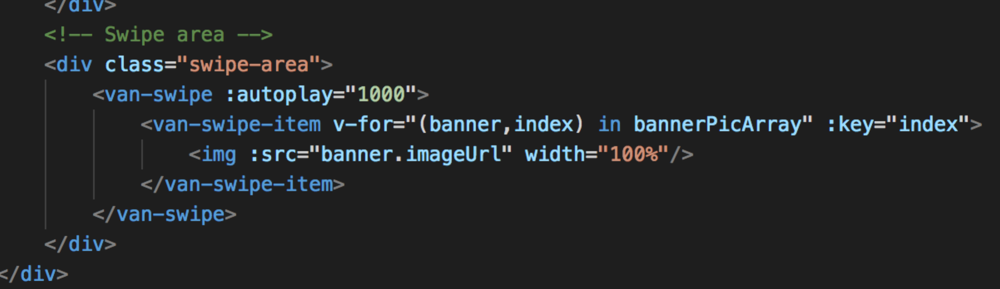 </div>
<!-- Swipe area -->
<div class="swipe-area">
<van-swipe :autoplay="1000">
<van-swipe-item v-for="(banner,index) in bannerPicArray" :key="index">
<img :src="banner.imageUrl" width="100%"/>
</van-swipe-item>
</van-swipe>
</div>
</div>